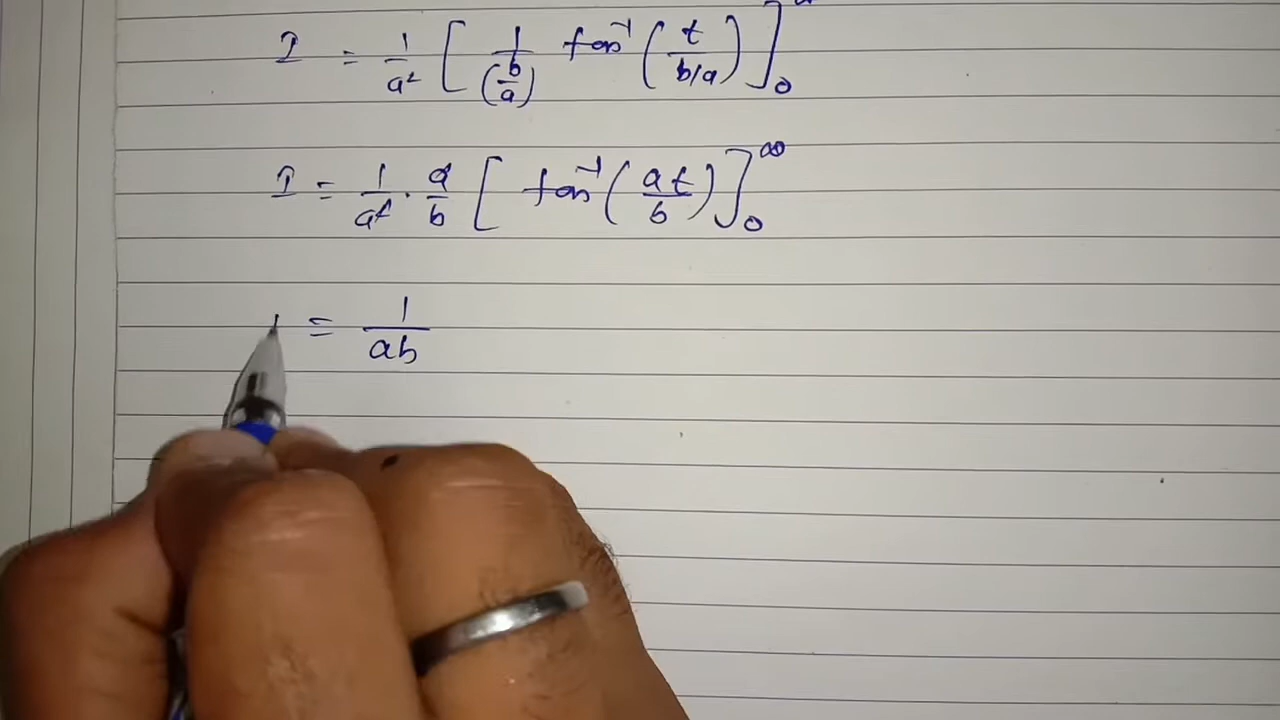 I = 1/a² [ 1/(b/a) tan⁻¹ ( t / b/a ) ]₀^∞
I = 1/a² · a/b [ tan⁻¹ ( at/b ) ]₀^∞
= 1/ab